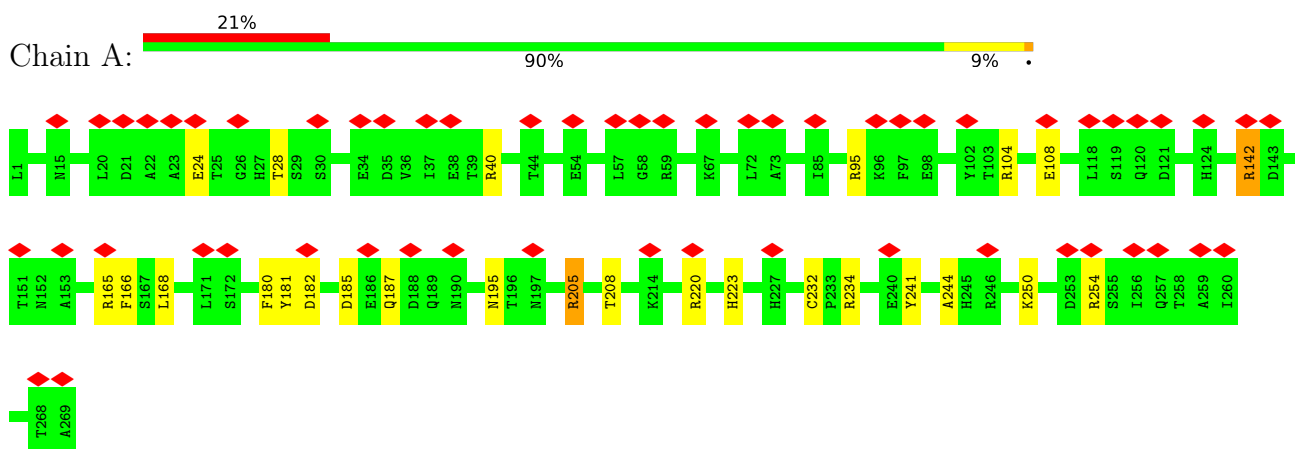 21%
Chain A:
90% 9% •
L1 N15 L20 D21 A22 A23 E24 T25 G26 H27 T28 S29 S30 E34 D35 V36 I37 E38 T39 R40 T44 E54 L57 G58 R59 K67 L72 A73 I85 R95 K96 F97 E98 Y102 T103 R104 E108 L118 S119 Q120 D121 H124 R142 D143
T151 N152 A153 R165 F166 S167 L168 L171 S172 F180 Y181 D182 D185 E186 Q187 D188 Q189 N190 N195 T196 N197 R205 T208 K214 R220 H223 H227 C232 P233 R234 E240 Y241 A244 H245 R246 K250 D253 R254 S255 I256 Q257 T258 A259 I260
T268 A269